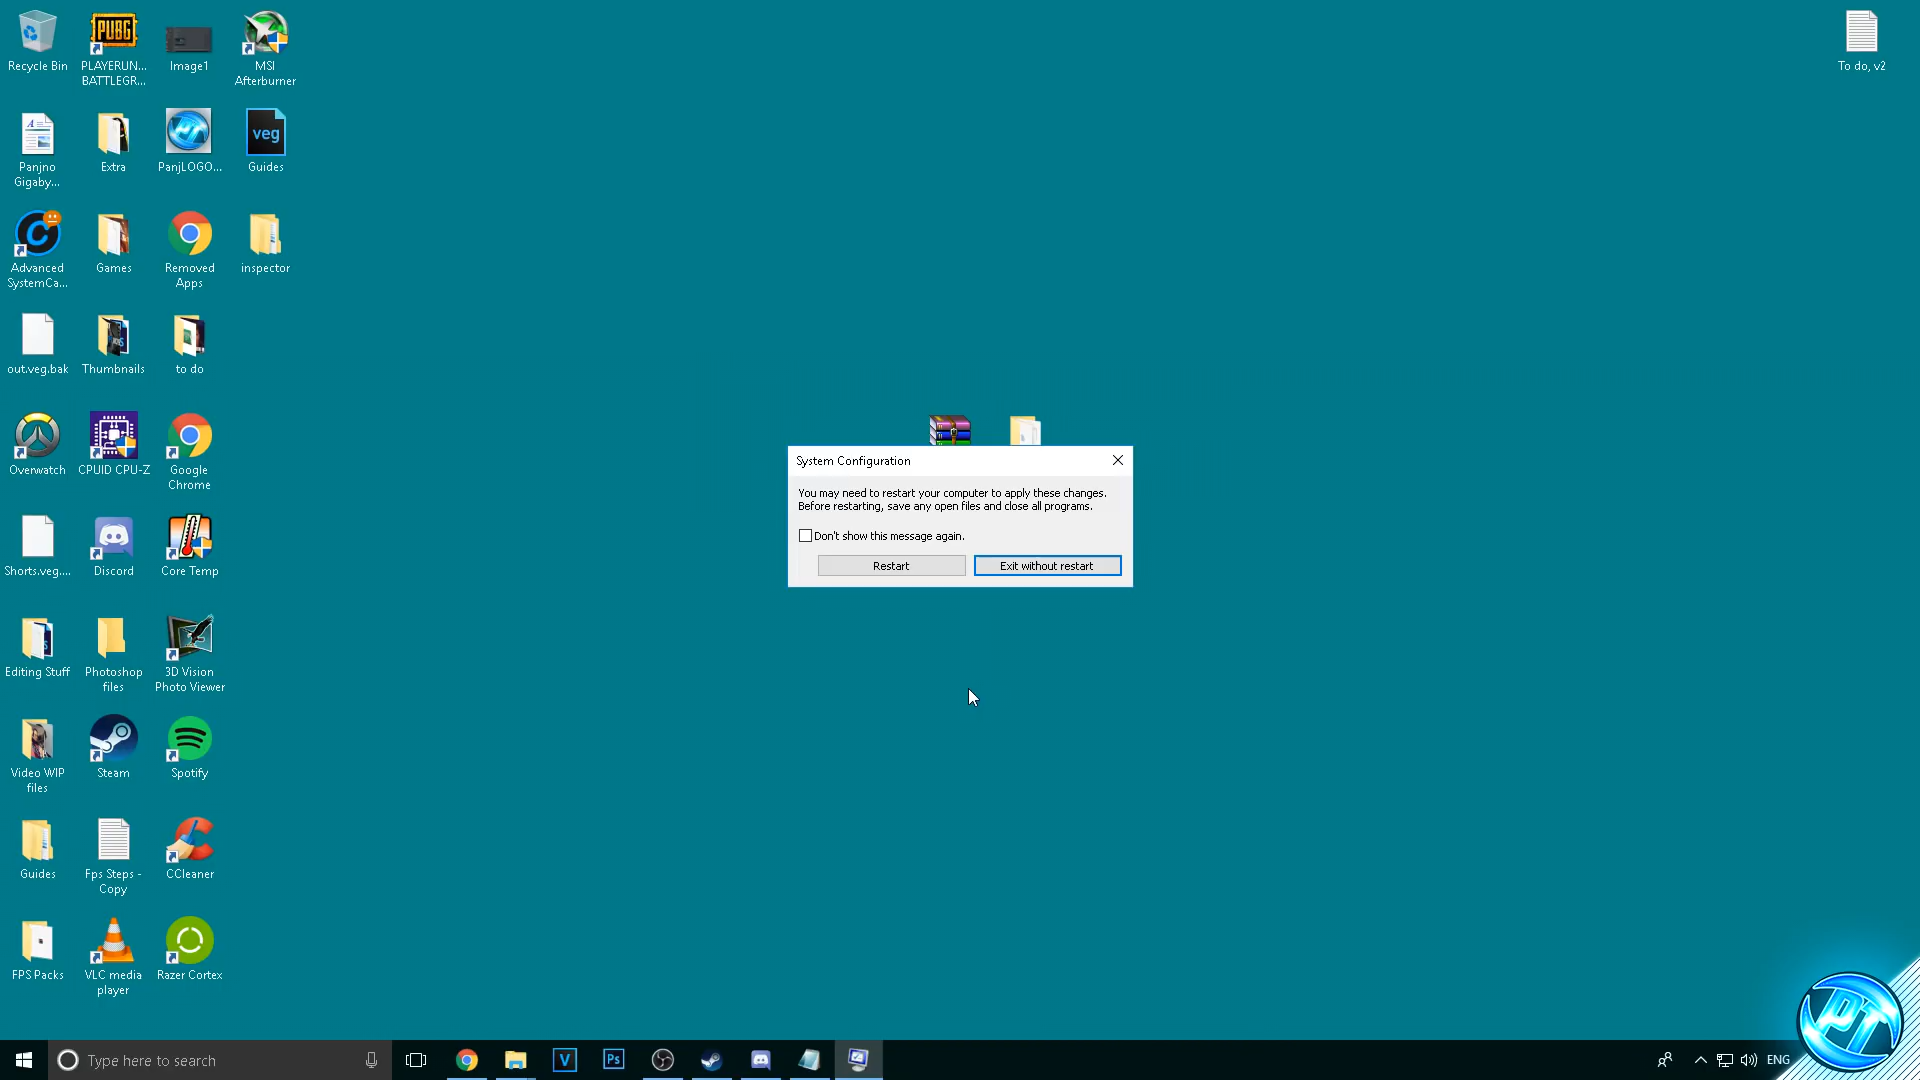 Recycle Bin
PLAYERUN...
BATTLEGR...
PUBG
Image1
MSI
Afterburner
To do, v2
Panjno
Gigaby...
Extra
PanjLOGO...
veg
Guides
Advanced
SystemCa...
Games
Removed
Apps
inspector
out.veg.bak
Thumbnails
to do
Overwatch
CPUID CPU-Z
Google
Chrome
System Configuration
You may need to restart your computer to apply these changes.
Before restarting, save any open files and close all programs.
Don't show this message again.
Restart
Exit without restart
Shorts.veg....
Discord
Core Temp
Editing Stuff
Photoshop
files
3D Vision
Photo Viewer
Video WIP
files
Steam
Spotify
Guides
Fps Steps -
Copy
CCleaner
FPS Packs
VLC media
player
Razer Cortex
PT
Type here to search
V
Ps
ENG